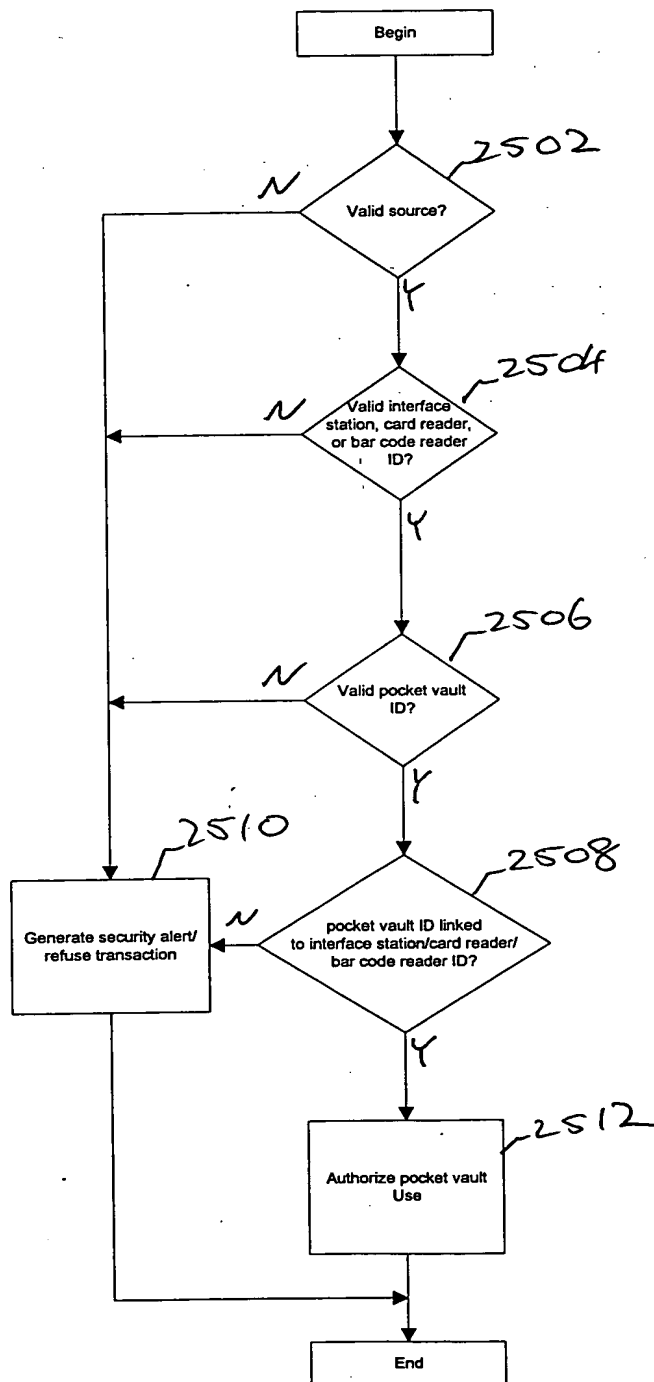 Begin
2502
N
Valid source?
Y
2504
N
Valid interface
station, card reader,
or bar code reader
ID?
Y
2506
N
Valid pocket vault
ID?
Y
2510
2508
Generate security alert/
refuse transaction
N
pocket vault ID linked
to interface station/card reader/
bar code reader ID?
Y
2512
Authorize pocket vault
Use
End